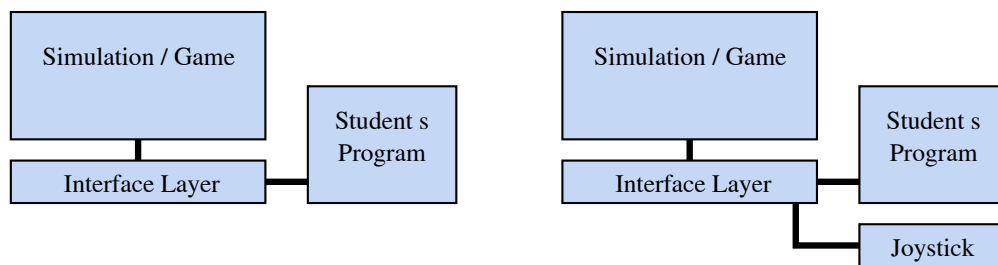 Simulation / Game
Student s
Program
Interface Layer
Simulation / Game
Student s
Program
Interface Layer
Joystick